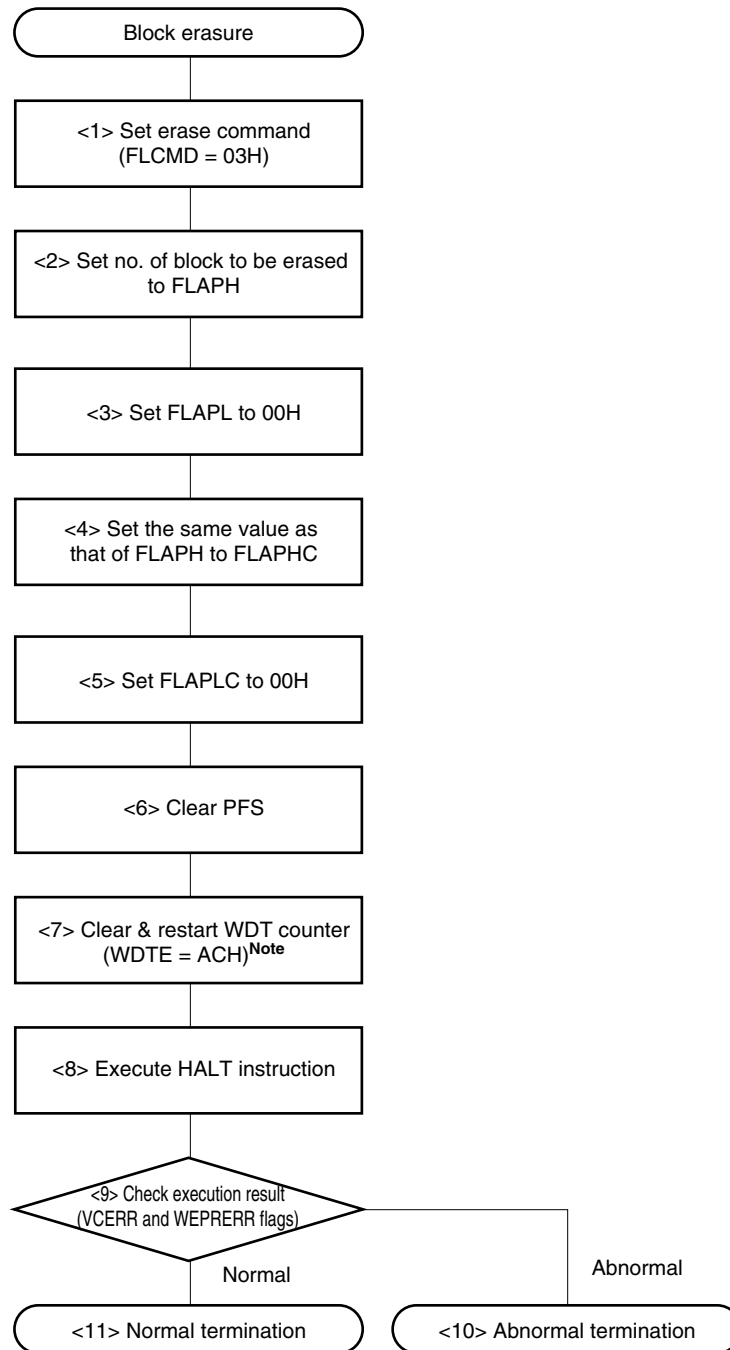 Block erasure
<1> Set erase command
(FLCMD = 03H)
<2> Set no. of block to be erased
to FLAPH
<3> Set FLAPL to 00H
<4> Set the same value as
that of FLAPH to FLAPHC
<5> Set FLAPLC to 00H
<6> Clear PFS
<7> Clear & restart WDT counter
(WDTE = ACH)Note
<8> Execute HALT instruction
<9> Check execution result
(VCERR and WEPRERR flags)
Normal
Abnormal
<11> Normal termination
<10> Abnormal termination